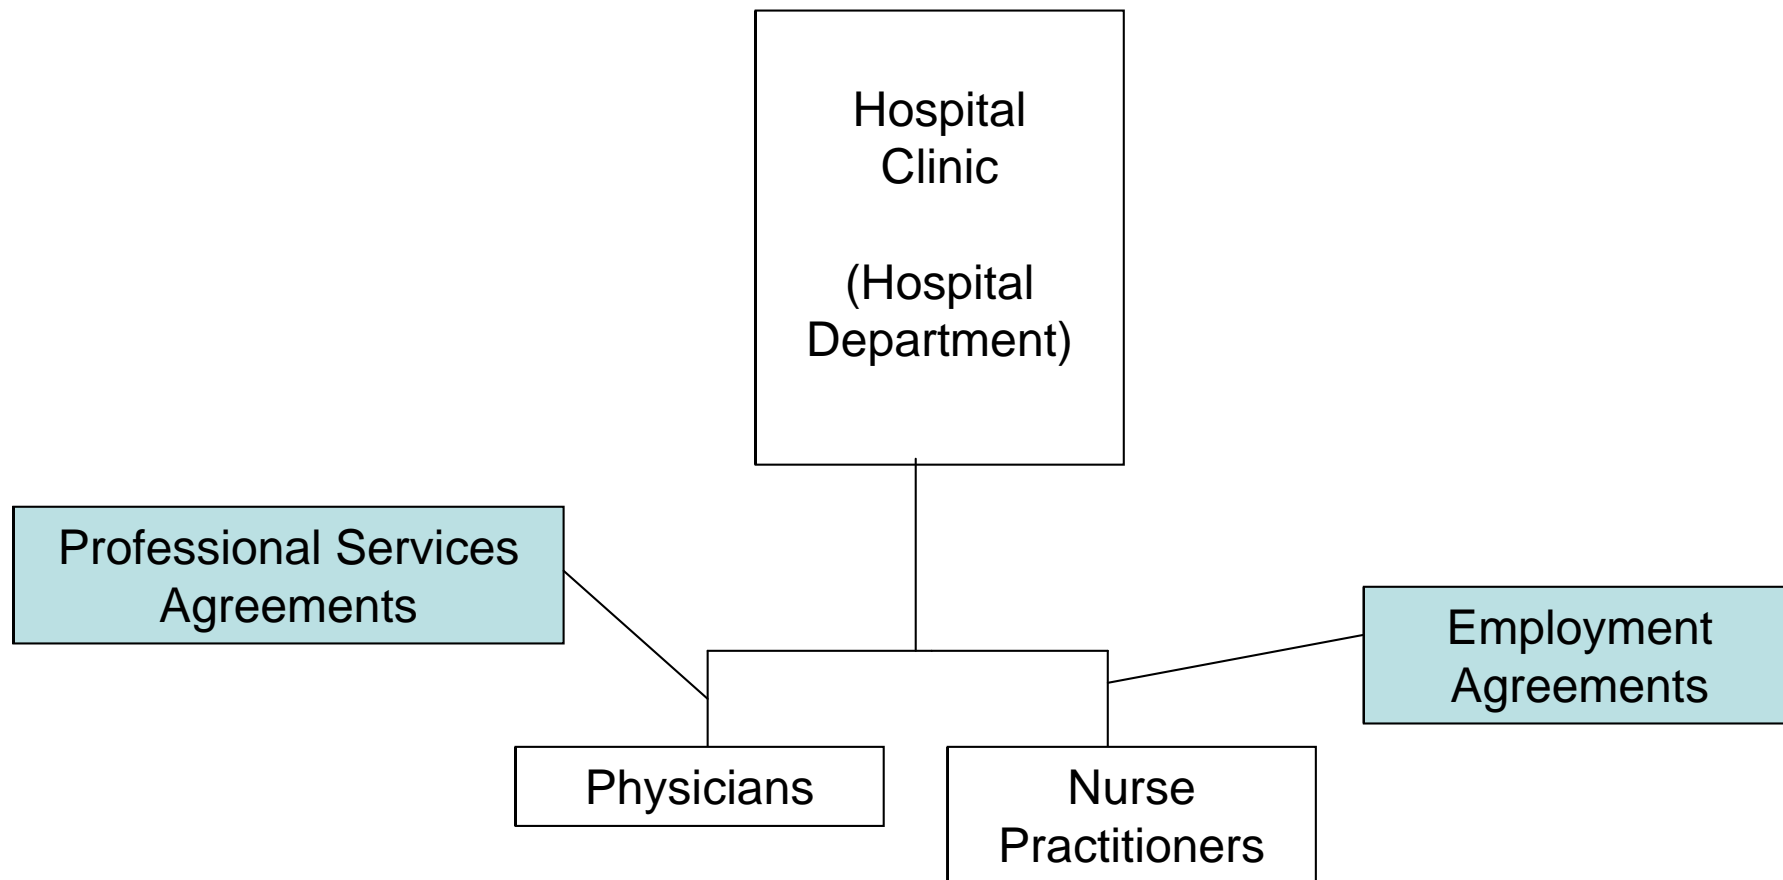 Hospital
Clinic
(Hospital
Department)
Professional Services
Agreements
Employment
Agreements
Physicians
Nurse
Practitioners